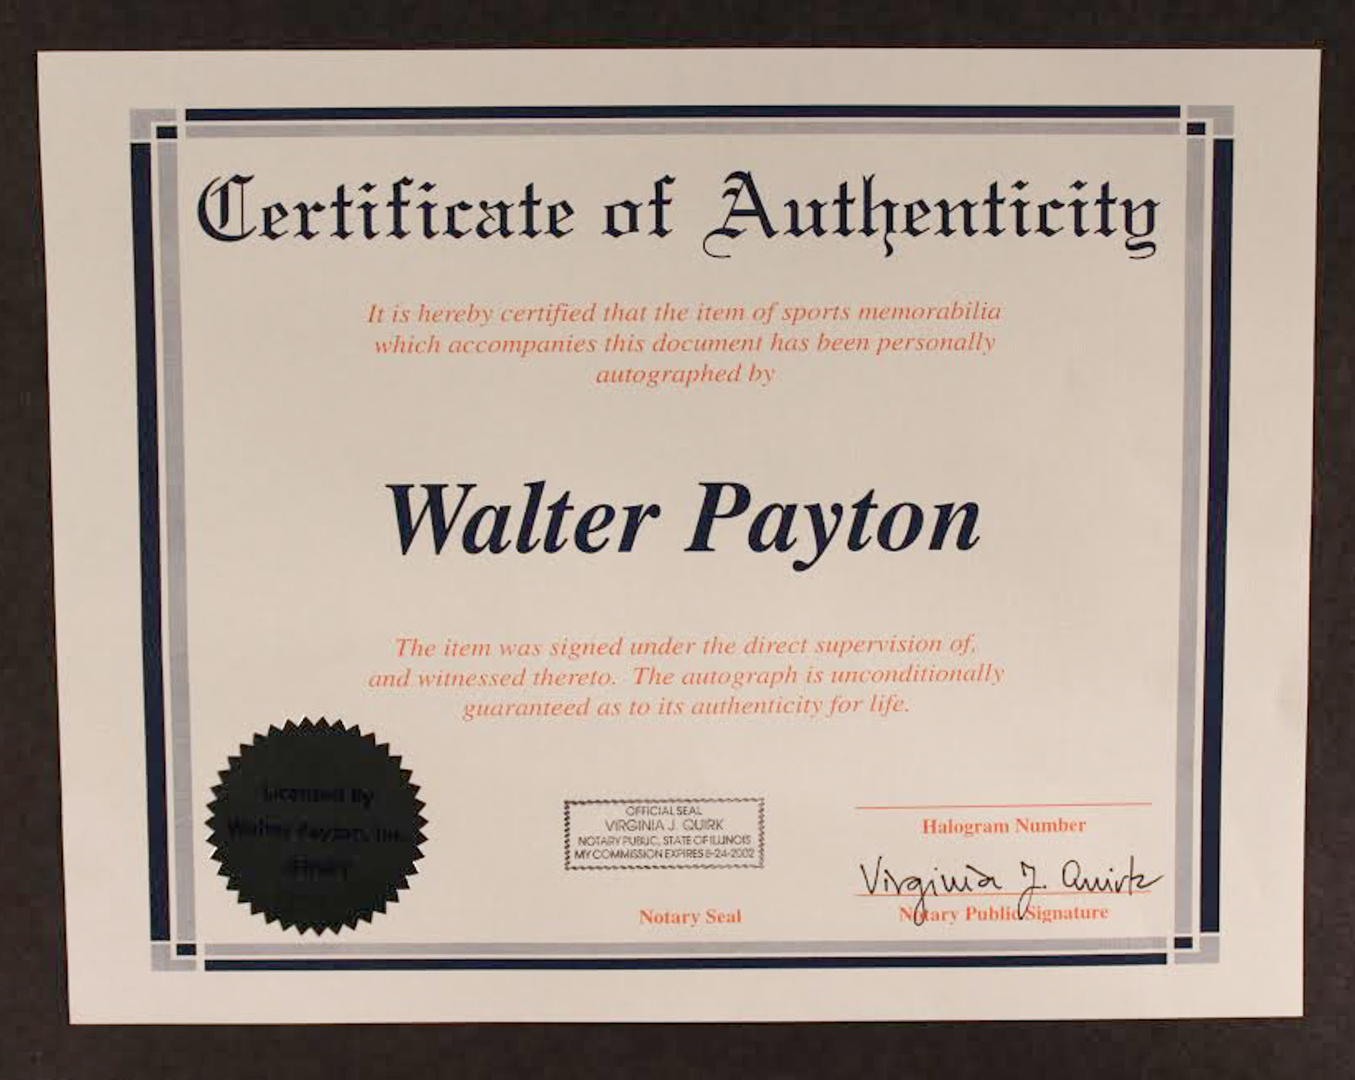 Certificate of Authenticity
It is hereby certified that the item of sports memorabilia
which accompanies this document has been personally
autographed by
Walter Payton
The item was signed under the direct supervision of,
and witnessed thereto. The autograph is unconditionally
guaranteed as to its authenticity for life.
Licensed By
Walter Payton, Inc.
OFFICIAL SEAL
VIRGINIA J. QUIRK
NOTARY PUBLIC, STATE OF ILLINOIS
MY COMMISSION EXPIRES 8-24-2002
Notary Seal
Halogram Number
Virginia J. Quirk
Notary Public Signature